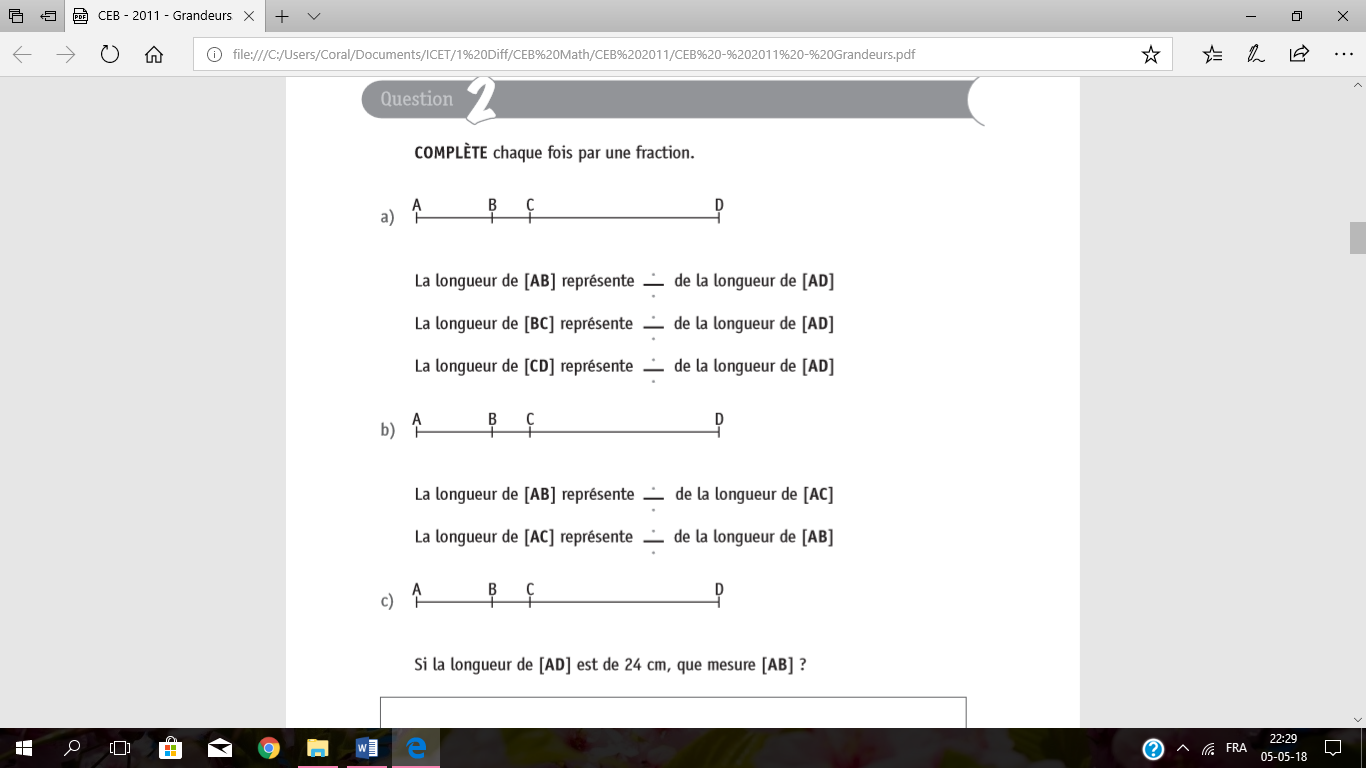 CEB - 2011 - Grandeurs
file:///C:/Users/Coral/Documents/ICET/1%20Diff/CEB%20Math/CEB%202011/CEB%20-%202011%20-%20Grandeurs.pdf
Question 2
COMPLÈTE chaque fois par une fraction.
A B C D
a)
La longueur de [AB] représente — de la longueur de [AD]
La longueur de [BC] représente — de la longueur de [AD]
La longueur de [CD] représente — de la longueur de [AD]
A B C D
b)
La longueur de [AB] représente — de la longueur de [AC]
La longueur de [AC] représente — de la longueur de [AB]
A B C D
c)
Si la longueur de [AD] est de 24 cm, que mesure [AB] ?
FRA
22:29
05-05-18